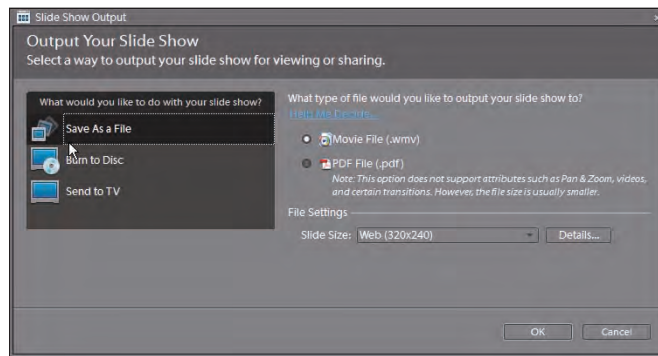 Slide Show Output
Output Your Slide Show
Select a way to output your slide show for viewing or sharing.
What would you like to do with your slide show?
Save As a File
Burn to Disc
Send to TV
What type of file would you like to output your slide show to?
Help Me Decide...
Movie File (.wmv)
PDF File (.pdf)
Note: This option does not support attributes such as Pan & Zoom, videos,
and certain transitions. However, the file size is usually smaller.
File Settings
Slide Size: Web (320x240) Details...
OK Cancel